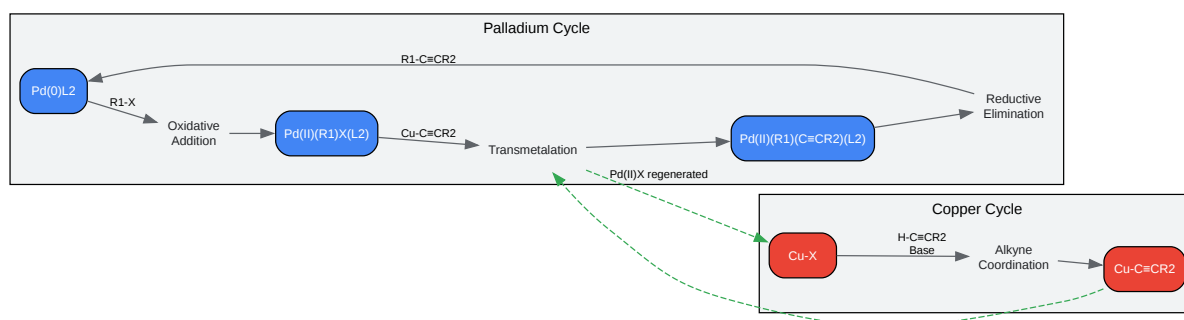 Palladium Cycle
R1-C≡CR2
Pd(0)L2
R1-X
Oxidative
Addition
Pd(II)(R1)X(L2)
Cu-C≡CR2
Transmetalation
Pd(II)(R1)(C≡CR2)(L2)
Reductive
Elimination
Pd(II)X regenerated
Copper Cycle
Cu-X
H-C≡CR2
Base
Alkyne
Coordination
Cu-C≡CR2